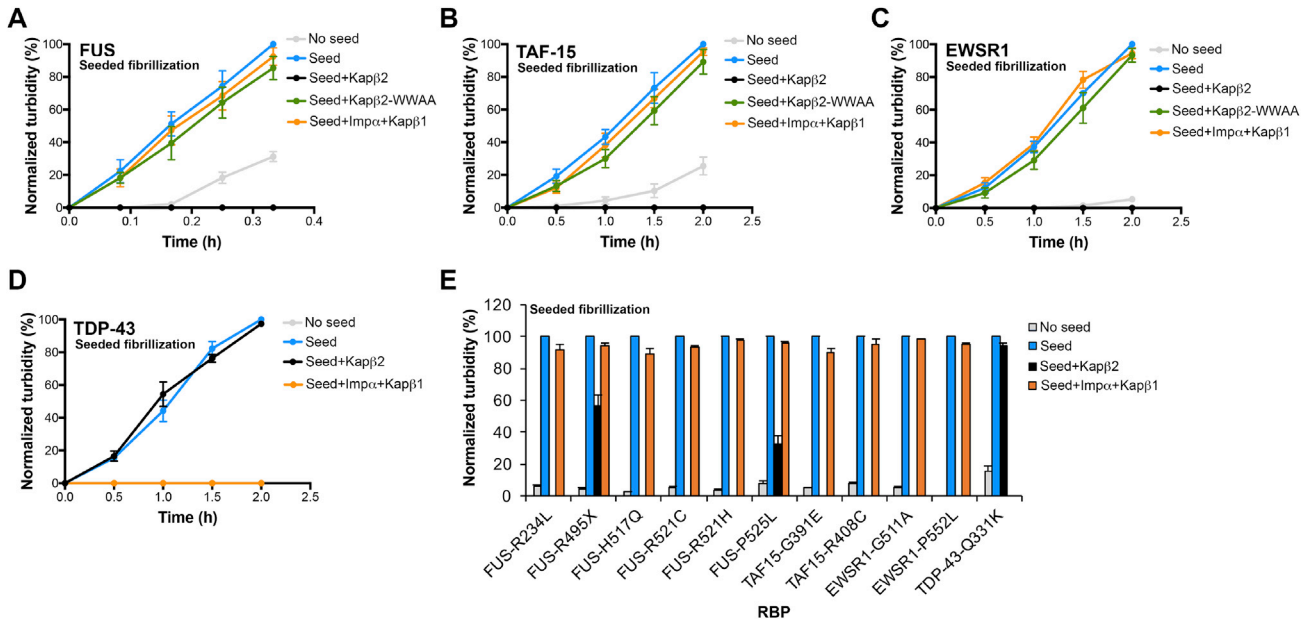 A
FUS
Seeded fibrillization
Normalized turbidity (%)
100
80
60
40
20
0
0.0 0.1 0.2 0.3 0.4
Time (h)
No seed
Seed
Seed+Kapβ2
Seed+Kapβ2-WWAA
Seed+Impα+Kapβ1
B
TAF-15
Seeded fibrillization
Normalized turbidity (%)
100
80
60
40
20
0
0.0 0.5 1.0 1.5 2.0 2.5
Time (h)
No seed
Seed
Seed+Kapβ2
Seed+Kapβ2-WWAA
Seed+Impα+Kapβ1
C
EWSR1
Seeded fibrillization
Normalized turbidity (%)
100
80
60
40
20
0
0.0 0.5 1.0 1.5 2.0 2.5
Time (h)
No seed
Seed
Seed+Kapβ2
Seed+Kapβ2-WWAA
Seed+Impα+Kapβ1
D
TDP-43
Seeded fibrillization
Normalized turbidity (%)
100
80
60
40
20
0
0.0 0.5 1.0 1.5 2.0 2.5
Time (h)
No seed
Seed
Seed+Kapβ2
Seed+Impα+Kapβ1
E
Seeded fibrillization
Normalized turbidity (%)
120
100
80
60
40
20
0
FUS-R234L
FUS-R495X
FUS-H517Q
FUS-R521C
FUS-R521H
FUS-P525L
TAF15-G391E
TAF15-R408C
EWSR1-G511A
EWSR1-P552L
TDP-43-Q331K
RBP
No seed
Seed
Seed+Kapβ2
Seed+Impα+Kapβ1